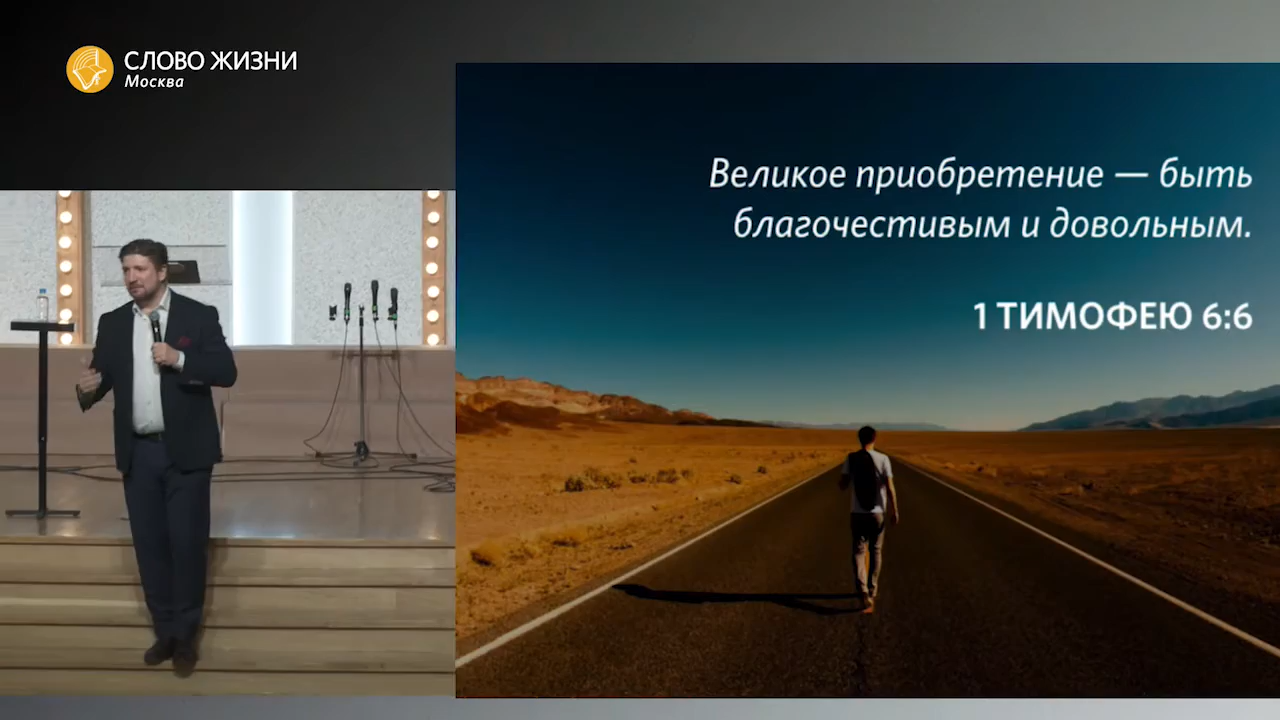 СЛОВО ЖИЗНИ
Москва
Великое приобретение — быть
благочестивым и довольным.
1 ТИМОФЕЮ 6:6